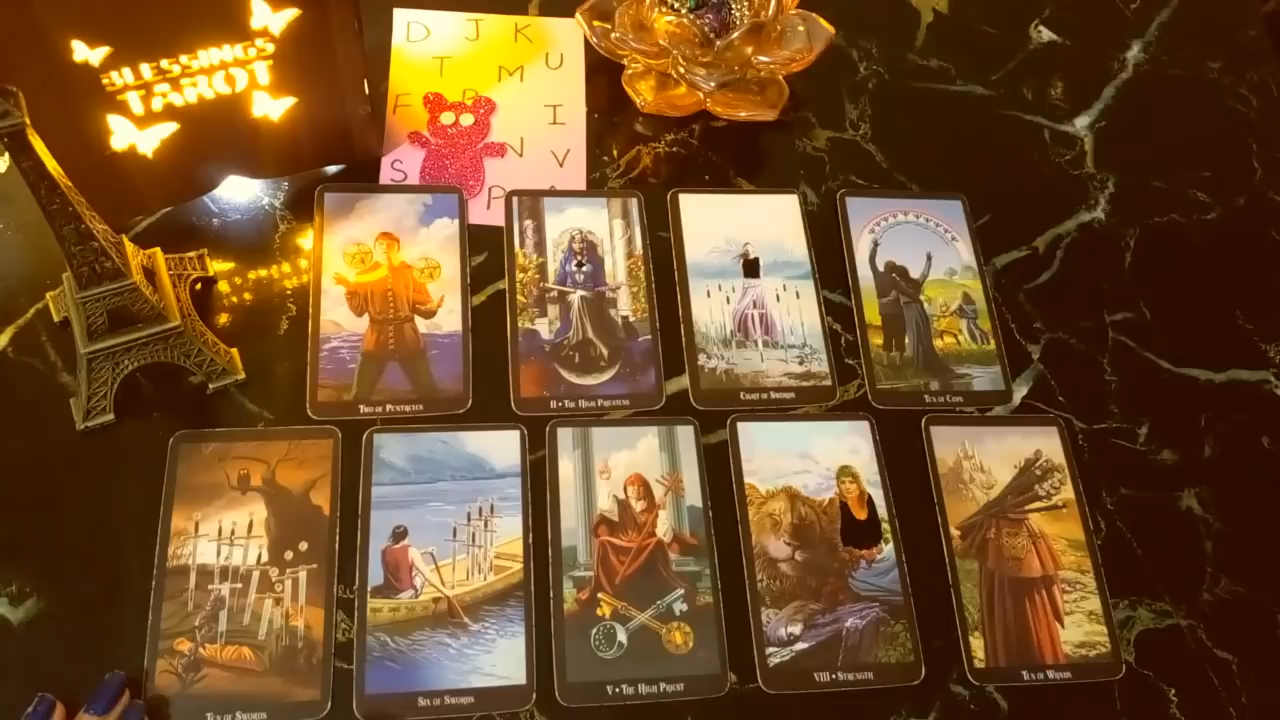 BLESSINGS
TAROT
D J K
T M U
F R I
S N V
P
TWO OF PENTACLES
II • THE HIGH PRIESTESS
EIGHT OF SWORDS
TEN OF CUPS
TEN OF SWORDS
SIX OF SWORDS
V • THE HIGH PRIEST
VIII • STRENGTH
TEN OF WANDS